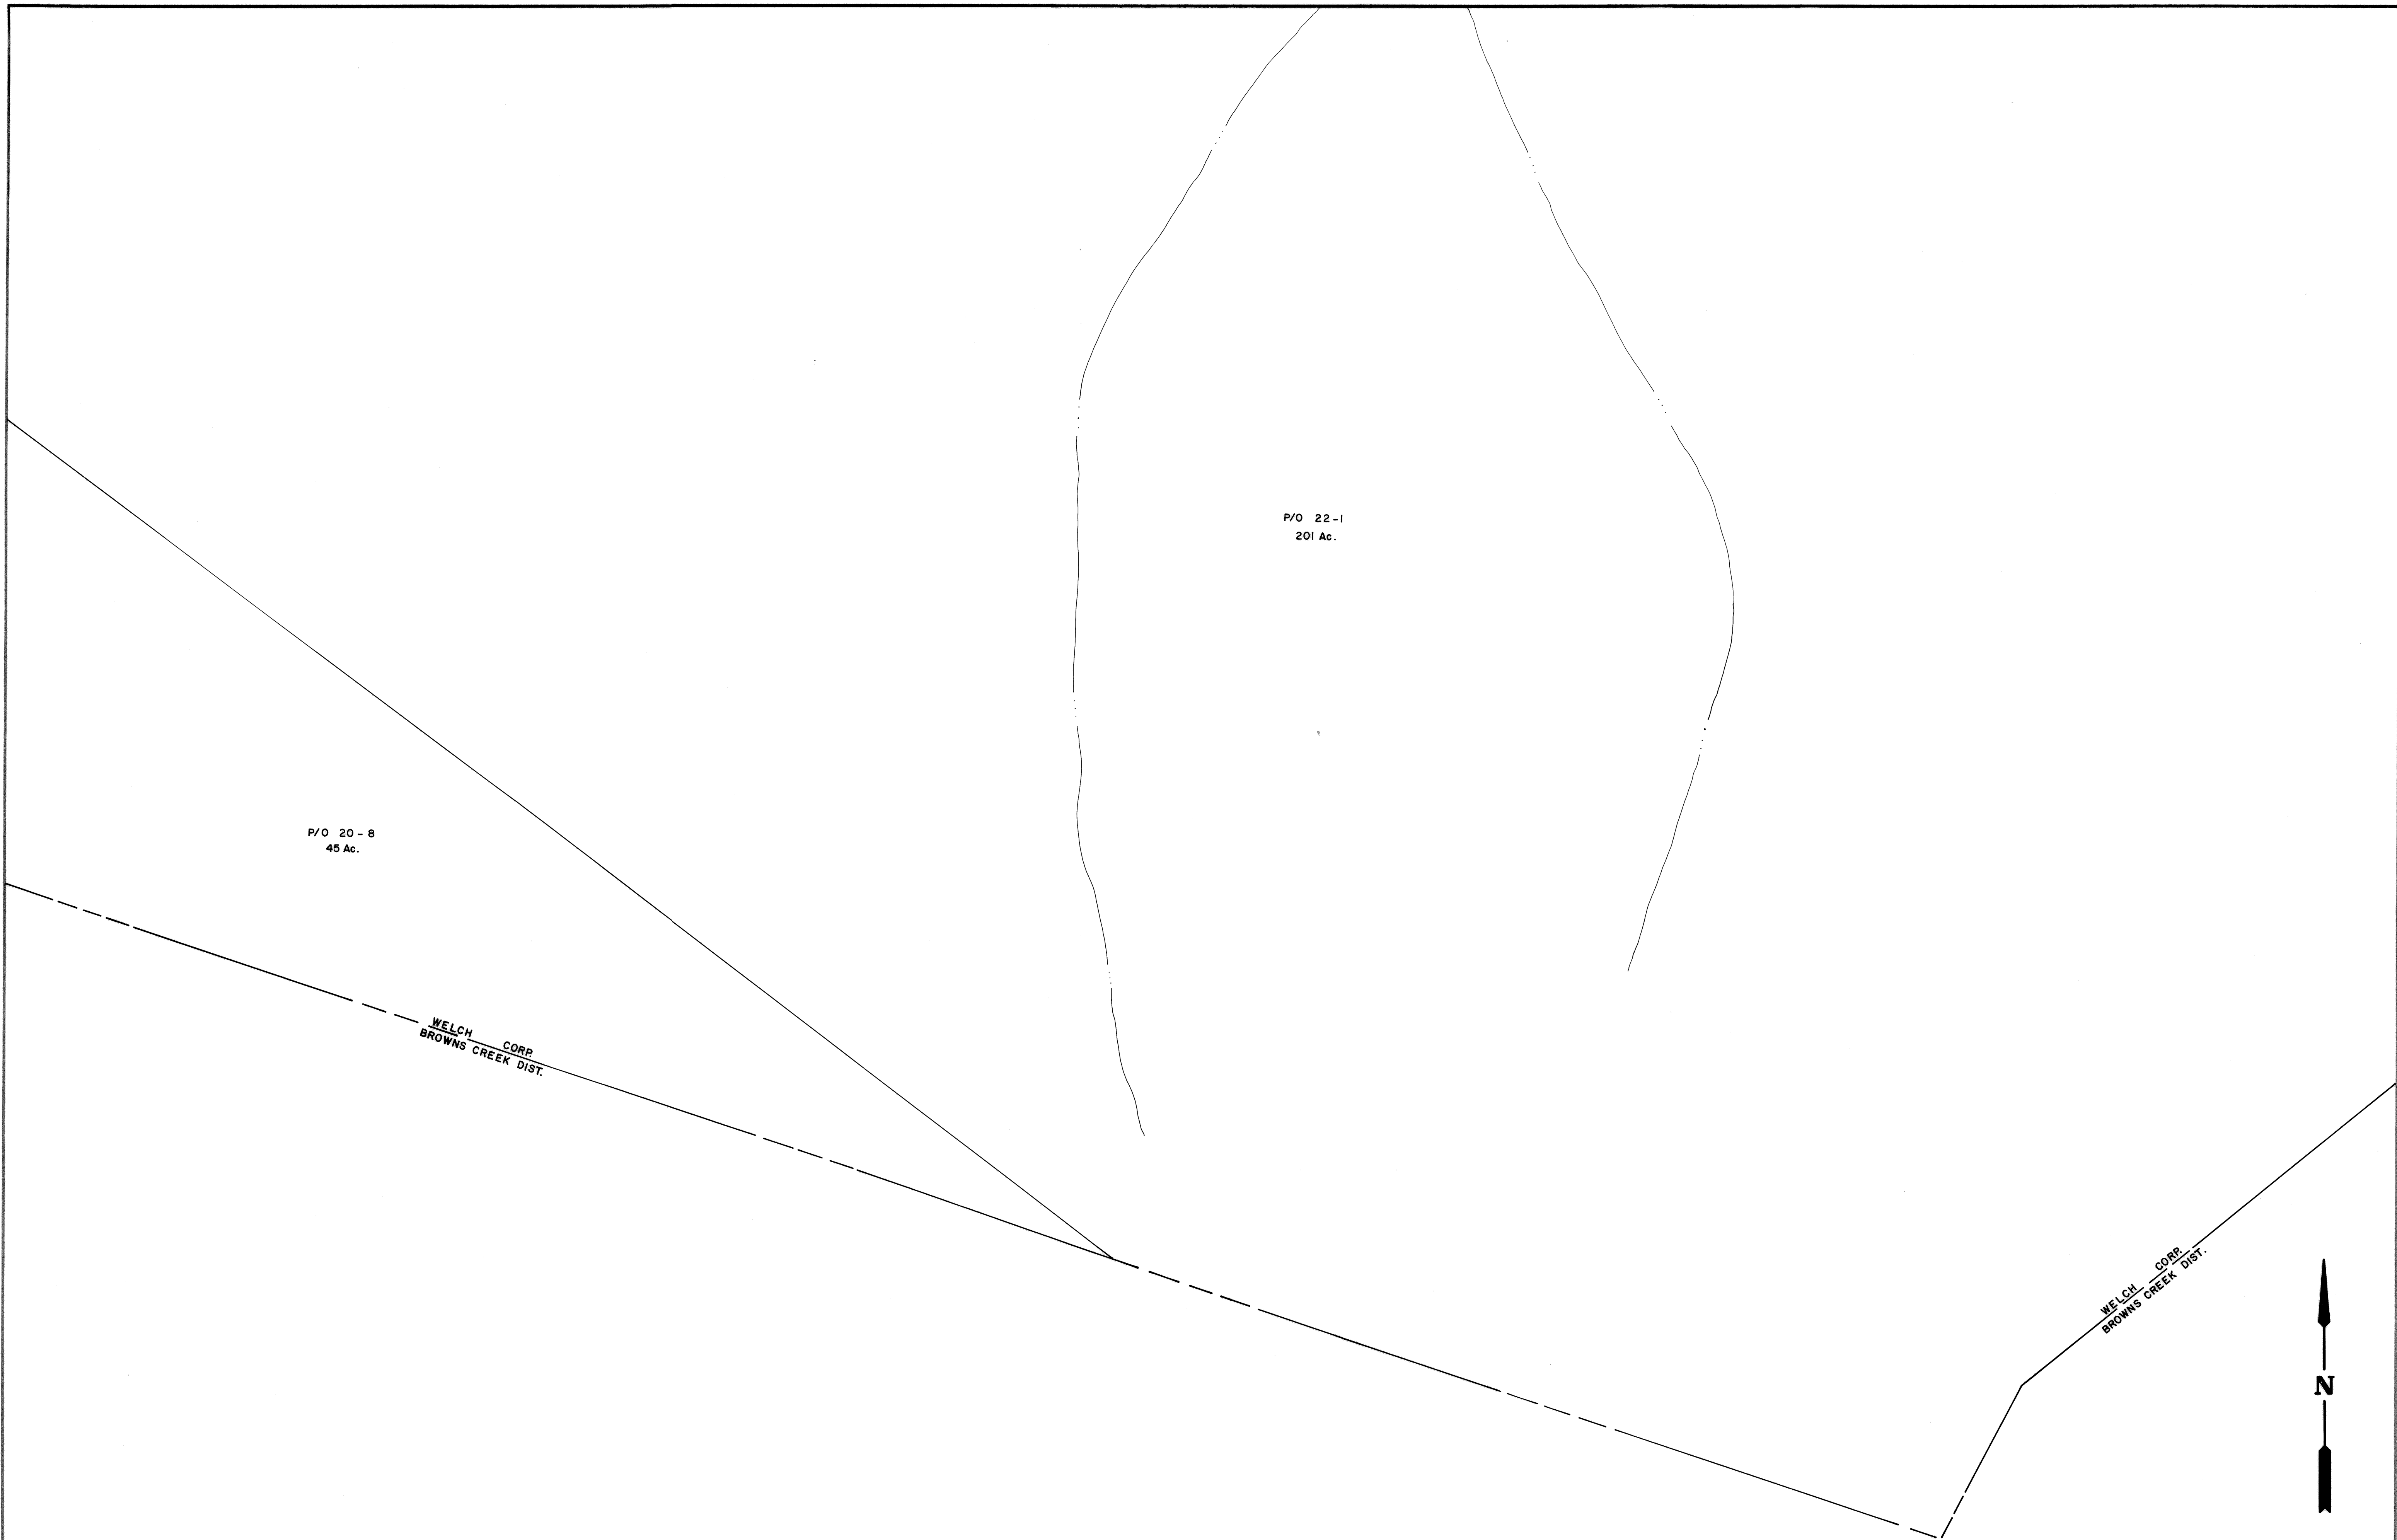 P/O 22-1
201 Ac.
P/O 20-8
45 Ac.
WELCH CORP.
BROWNS CREEK DIST.
WELCH CORP.
BROWNS CREEK DIST.
N